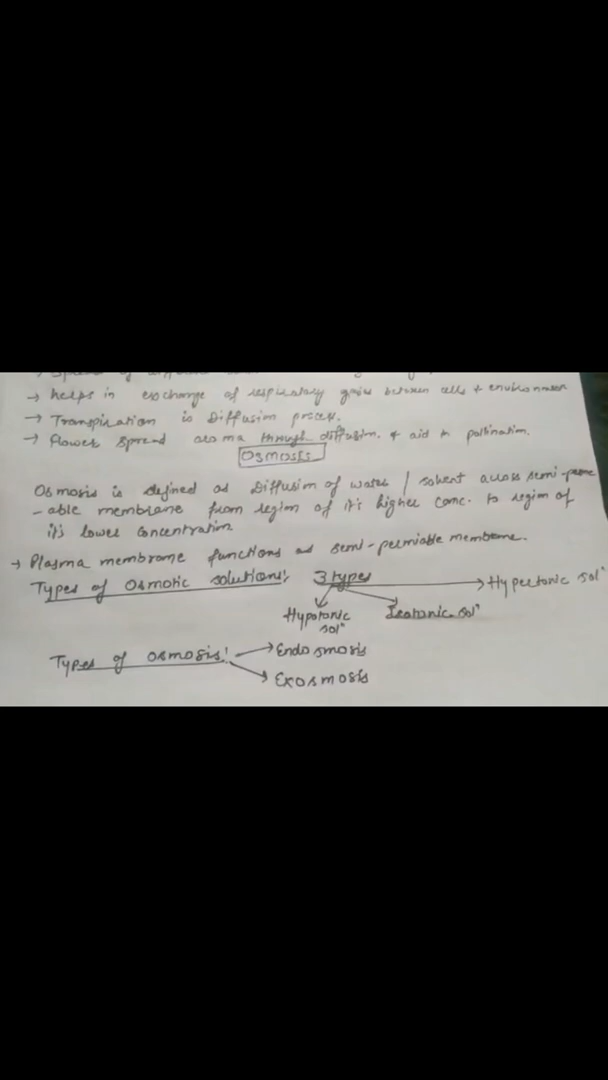 → helps in exchange of respiratory gases between cells & environment
→ Transpiration is Diffusion process.
→ flower spread aroma through diffusion. & aid in pollination.
Osmosis
Osmosis is defined as Diffusion of water / solvent across semi-perme
-able membrane from region of it's higher conc. to region of
it's lower concentration
→ Plasma membrane functions as semi-permiable membrane.
Types of Osmotic solutions: 3 types
→ Hypertonic solⁿ
Hypotonic solⁿ
Isotonic solⁿ
Types of osmosis:
→ Endosmosis
→ Exosmosis